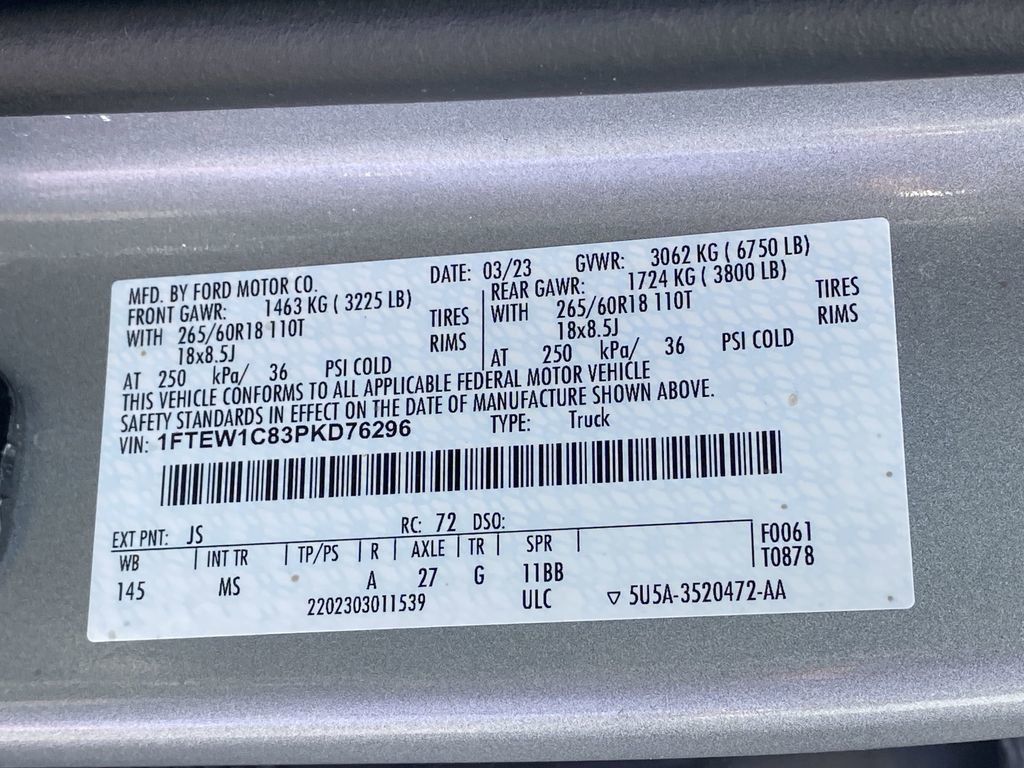 MFD. BY FORD MOTOR CO. DATE: 03/23 GVWR: 3062 KG ( 6750 LB)
FRONT GAWR: 1463 KG ( 3225 LB) REAR GAWR: 1724 KG ( 3800 LB)
WITH 265/60R18 110T TIRES WITH 265/60R18 110T TIRES
18x8.5J RIMS 18x8.5J RIMS
AT 250 kPa/ 36 PSI COLD AT 250 kPa/ 36 PSI COLD
THIS VEHICLE CONFORMS TO ALL APPLICABLE FEDERAL MOTOR VEHICLE
SAFETY STANDARDS IN EFFECT ON THE DATE OF MANUFACTURE SHOWN ABOVE.
VIN: 1FTEW1C83PKD76296 TYPE: Truck
EXT PNT: JS RC: 72 DSO:
WB INT TR TP/PS R AXLE TR SPR F0061
145 MS A 27 G 11BB T0878
2202303011539 ULC ▽ 5U5A-3520472-AA